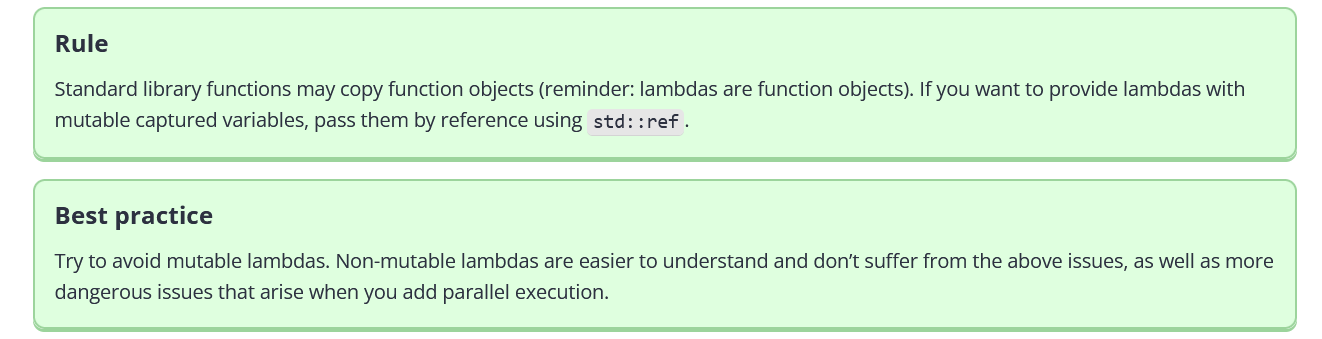 Rule
Standard library functions may copy function objects (reminder: lambdas are function objects). If you want to provide lambdas with
mutable captured variables, pass them by reference using std::ref.
Best practice
Try to avoid mutable lambdas. Non-mutable lambdas are easier to understand and don’t suffer from the above issues, as well as more
dangerous issues that arise when you add parallel execution.